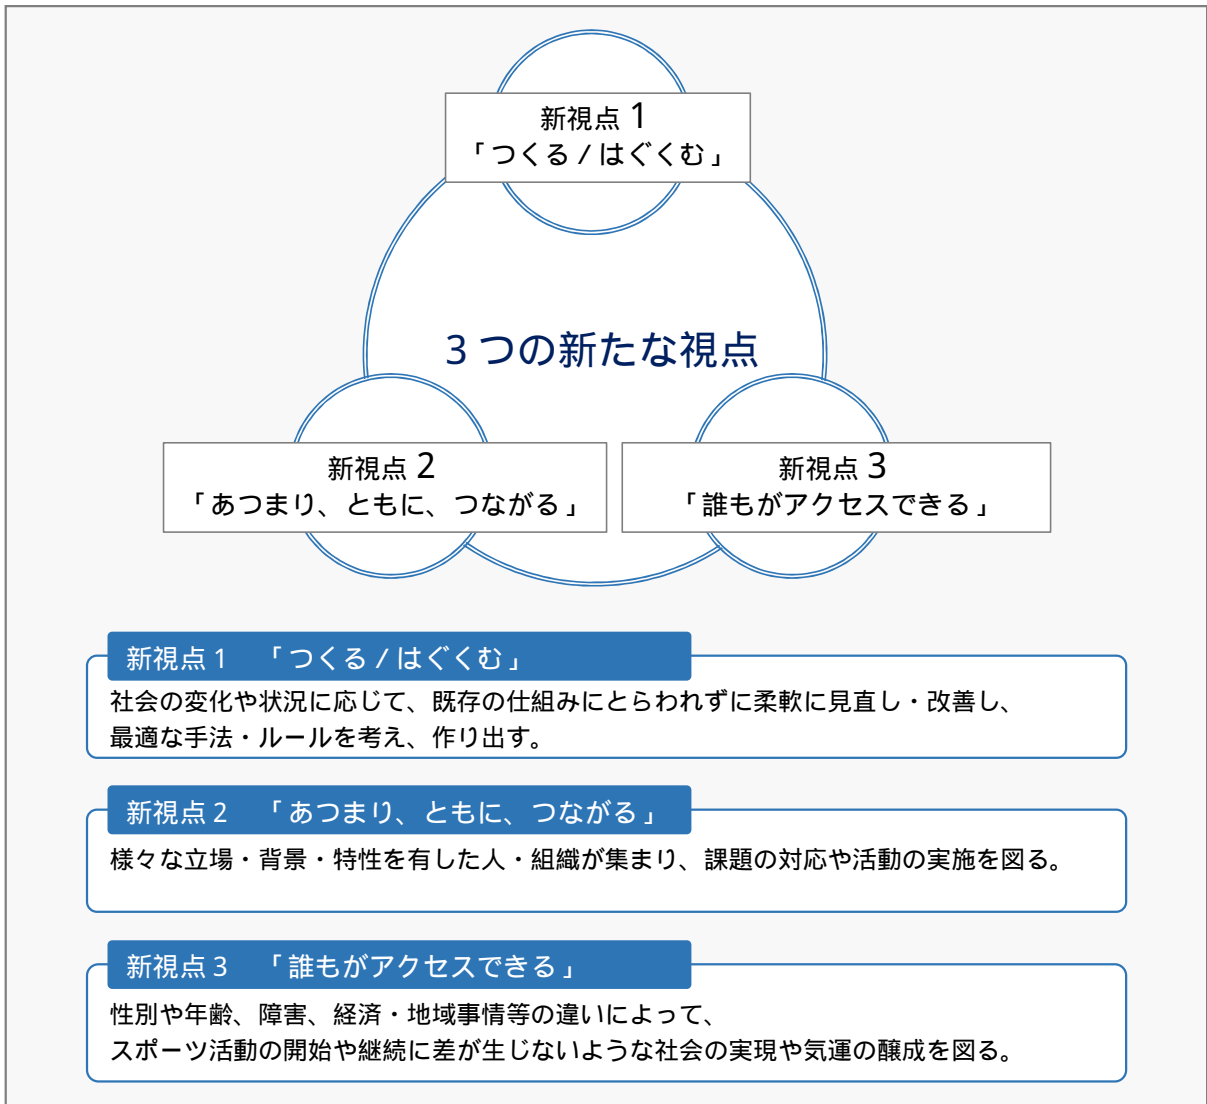 新視点 1
「つくる / はぐくむ」
3 つの新たな視点
新視点 2
「あつまり、ともに、つながる」
新視点 3
「誰もがアクセスできる」
新視点 1 「つくる / はぐくむ」
社会の変化や状況に応じて、既存の仕組みにとらわれずに柔軟に見直し・改善し、
最適な手法・ルールを考え、作り出す。
新視点 2 「あつまり、ともに、つながる」
様々な立場・背景・特性を有した人・組織が集まり、課題の対応や活動の実施を図る。
新視点 3 「誰もがアクセスできる」
性別や年齢、障害、経済・地域事情等の違いによって、
スポーツ活動の開始や継続に差が生じないような社会の実現や気運の醸成を図る。